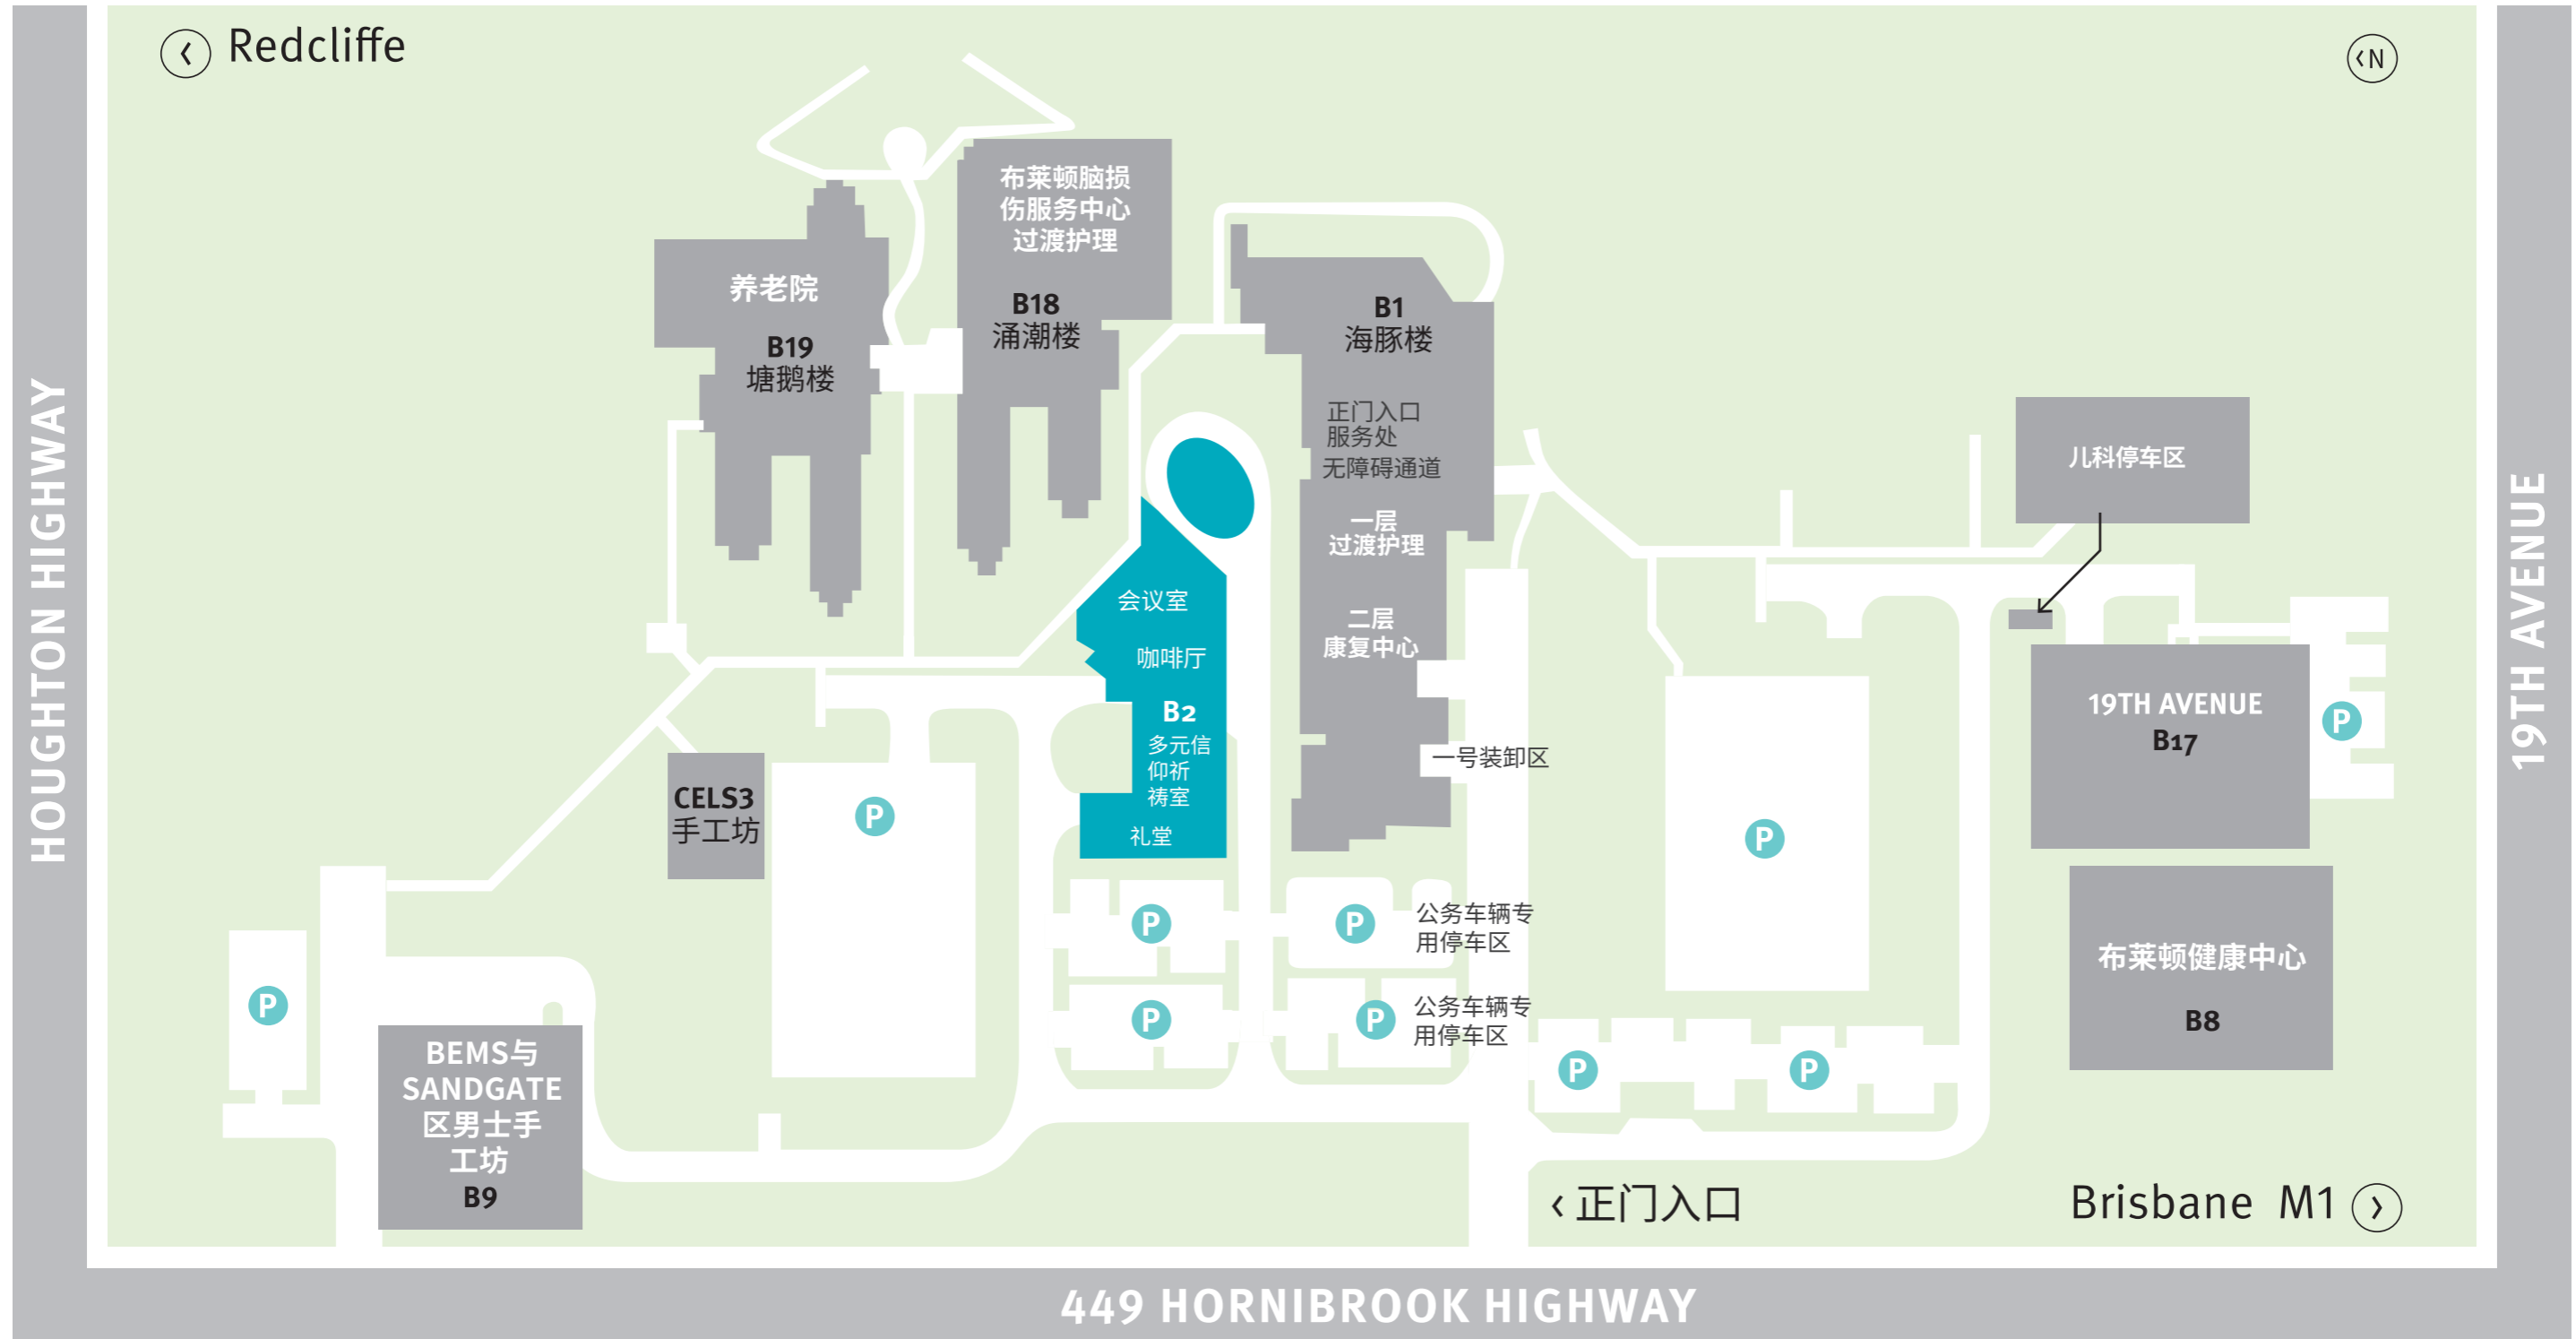 ‹ Redcliffe
‹N
布莱顿脑损
伤服务中心
过渡护理
B18
涌潮楼
养老院
B19
塘鹅楼
B1
海豚楼
正门入口
服务处
无障碍通道
一层
过渡护理
二层
康复中心
一号装卸区
儿科停车区
会议室
咖啡厅
B2
多元信
仰祈
祷室
礼堂
19TH AVENUE
B17
P
CELS3
手工坊
P
P
P
P
公务车辆专
用停车区
P
P
公务车辆专
用停车区
布莱顿健康中心
B8
P
P
P
BEMS与
SANDGATE
区男士手
工坊
B9
‹ 正门入口
Brisbane M1 ›
HOUGHTON HIGHWAY
19TH AVENUE
449 HORNIBROOK HIGHWAY